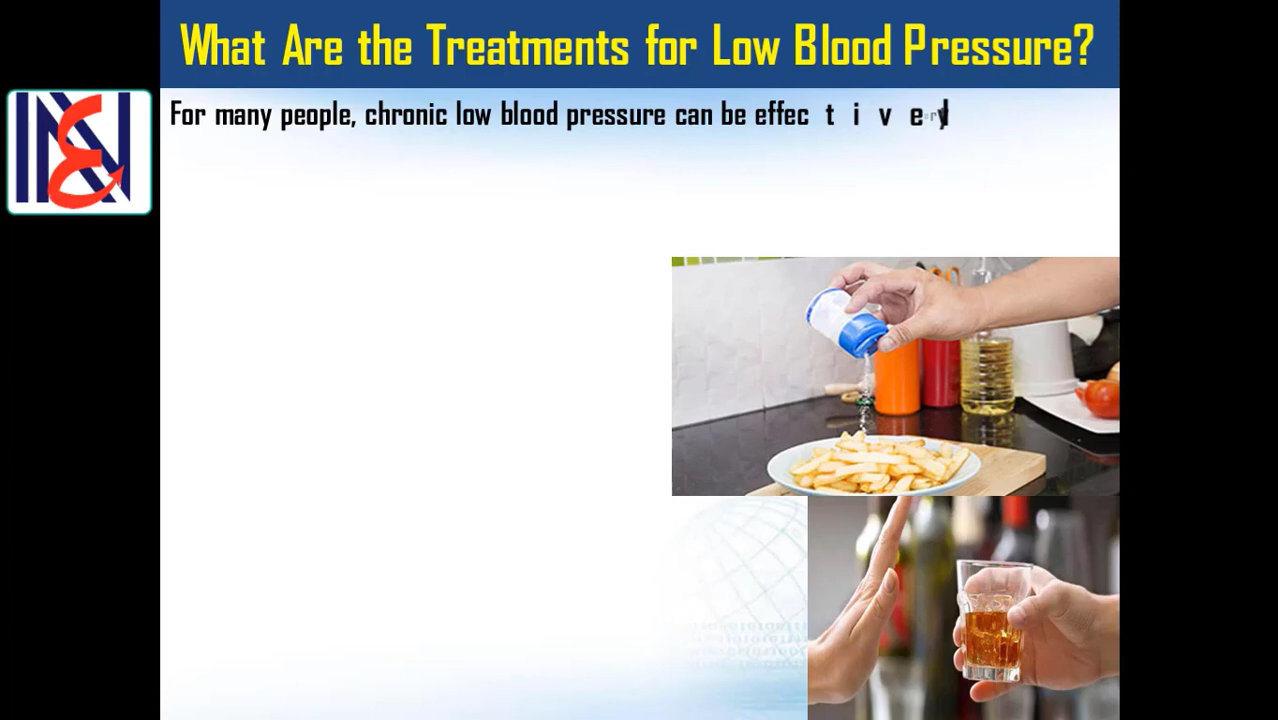 What Are the Treatments for Low Blood Pressure?
For many people, chronic low blood pressure can be effec t i v e